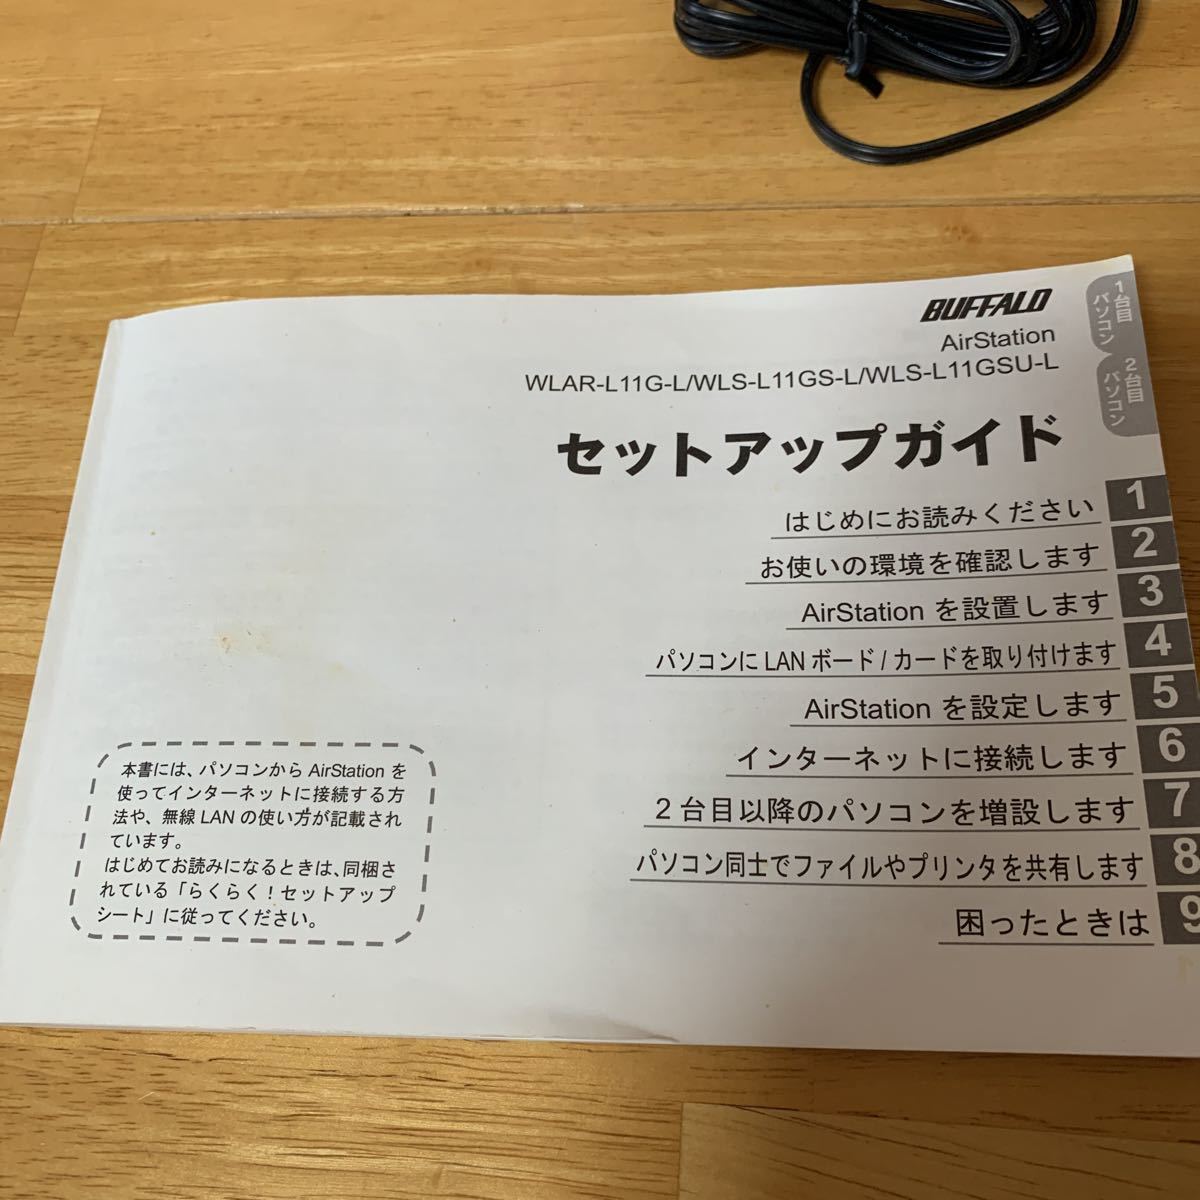 BUFFALO
AirStation
WLAR-L11G-L/WLS-L11GS-L/WLS-L11GSU-L
セットアップガイド
1台目
パソコン
2台目
パソコン
はじめにお読みください 1
お使いの環境を確認します 2
AirStation を設置します 3
パソコンに LAN ボード / カードを取り付けます 4
AirStation を設定します 5
インターネットに接続します 6
2 台目以降のパソコンを増設します 7
パソコン同士でファイルやプリンタを共有します 8
困ったときは 9
本書には、パソコンから AirStation を
使ってインターネットに接続する方
法や、無線 LAN の使い方が記載され
ています。
はじめてお読みになるときは、同梱さ
れている「らくらく！セットアップ
シート」に従ってください。